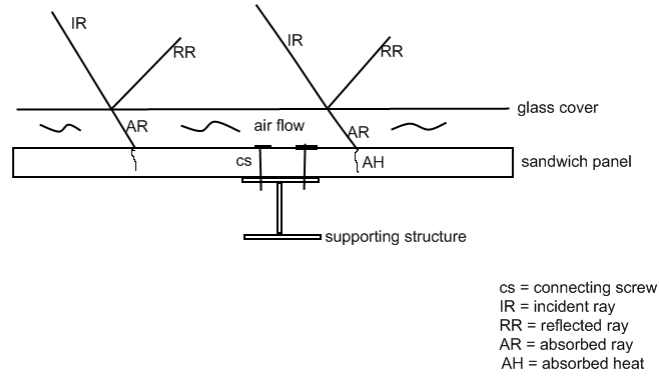 IR
RR
IR
RR
glass cover
AR
air flow
AR
cs
AH
sandwich panel
supporting structure
cs = connecting screw
IR = incident ray
RR = reflected ray
AR = absorbed ray
AH = absorbed heat